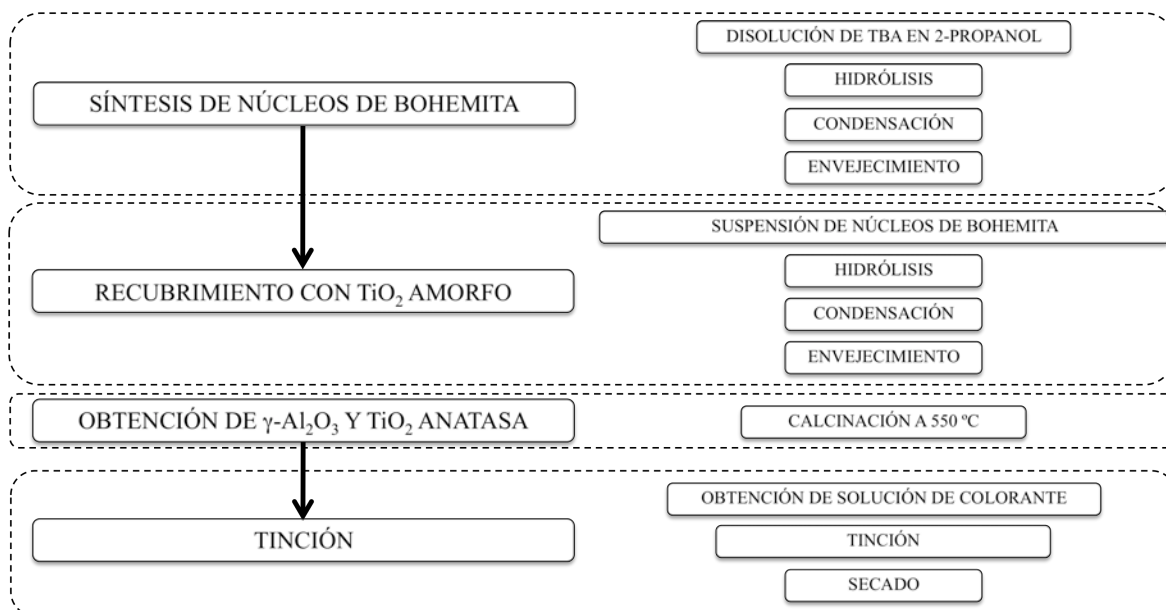 SÍNTESIS DE NÚCLEOS DE BOHEMITA
DISOLUCIÓN DE TBA EN 2-PROPANOL
HIDRÓLISIS
CONDENSACIÓN
ENVEJECIMIENTO
RECUBRIMIENTO CON TiO₂ AMORFO
SUSPENSIÓN DE NÚCLEOS DE BOHEMITA
HIDRÓLISIS
CONDENSACIÓN
ENVEJECIMIENTO
OBTENCIÓN DE γ-Al₂O₃ Y TiO₂ ANATASA
CALCINACIÓN A 550 ºC
TINCIÓN
OBTENCIÓN DE SOLUCIÓN DE COLORANTE
TINCIÓN
SECADO